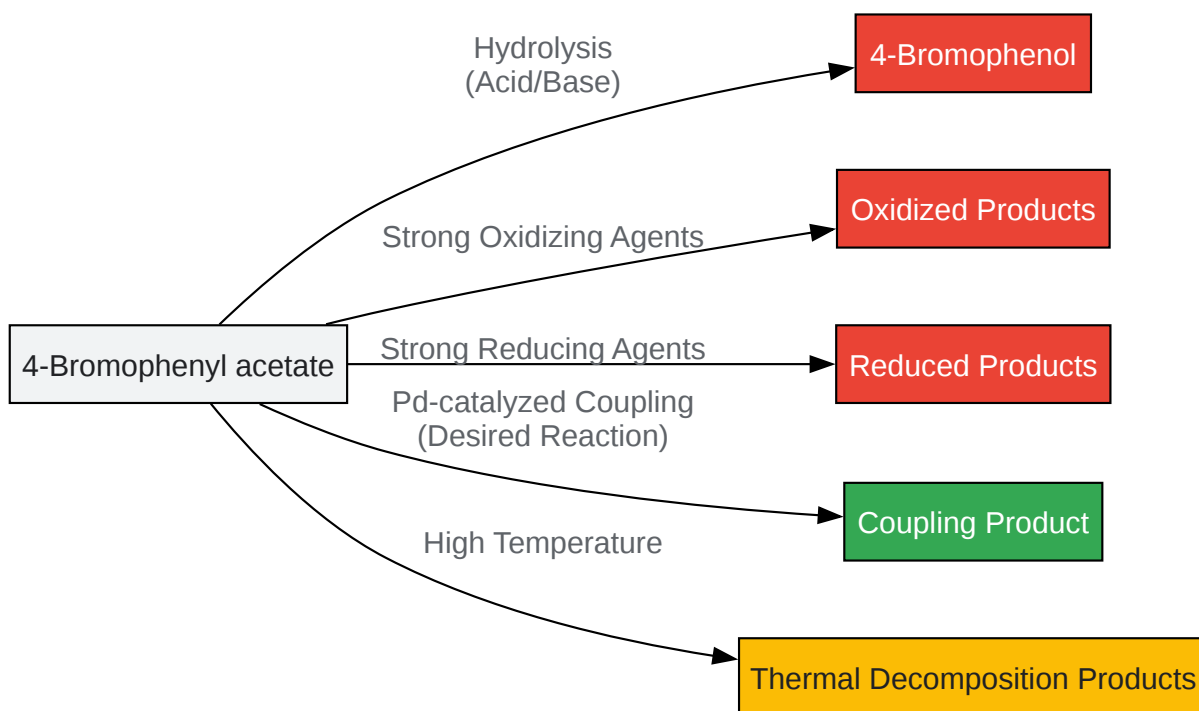 Hydrolysis
(Acid/Base)
4-Bromophenol
Strong Oxidizing Agents
Oxidized Products
4-Bromophenyl acetate
Strong Reducing Agents
Reduced Products
Pd-catalyzed Coupling
(Desired Reaction)
Coupling Product
High Temperature
Thermal Decomposition Products